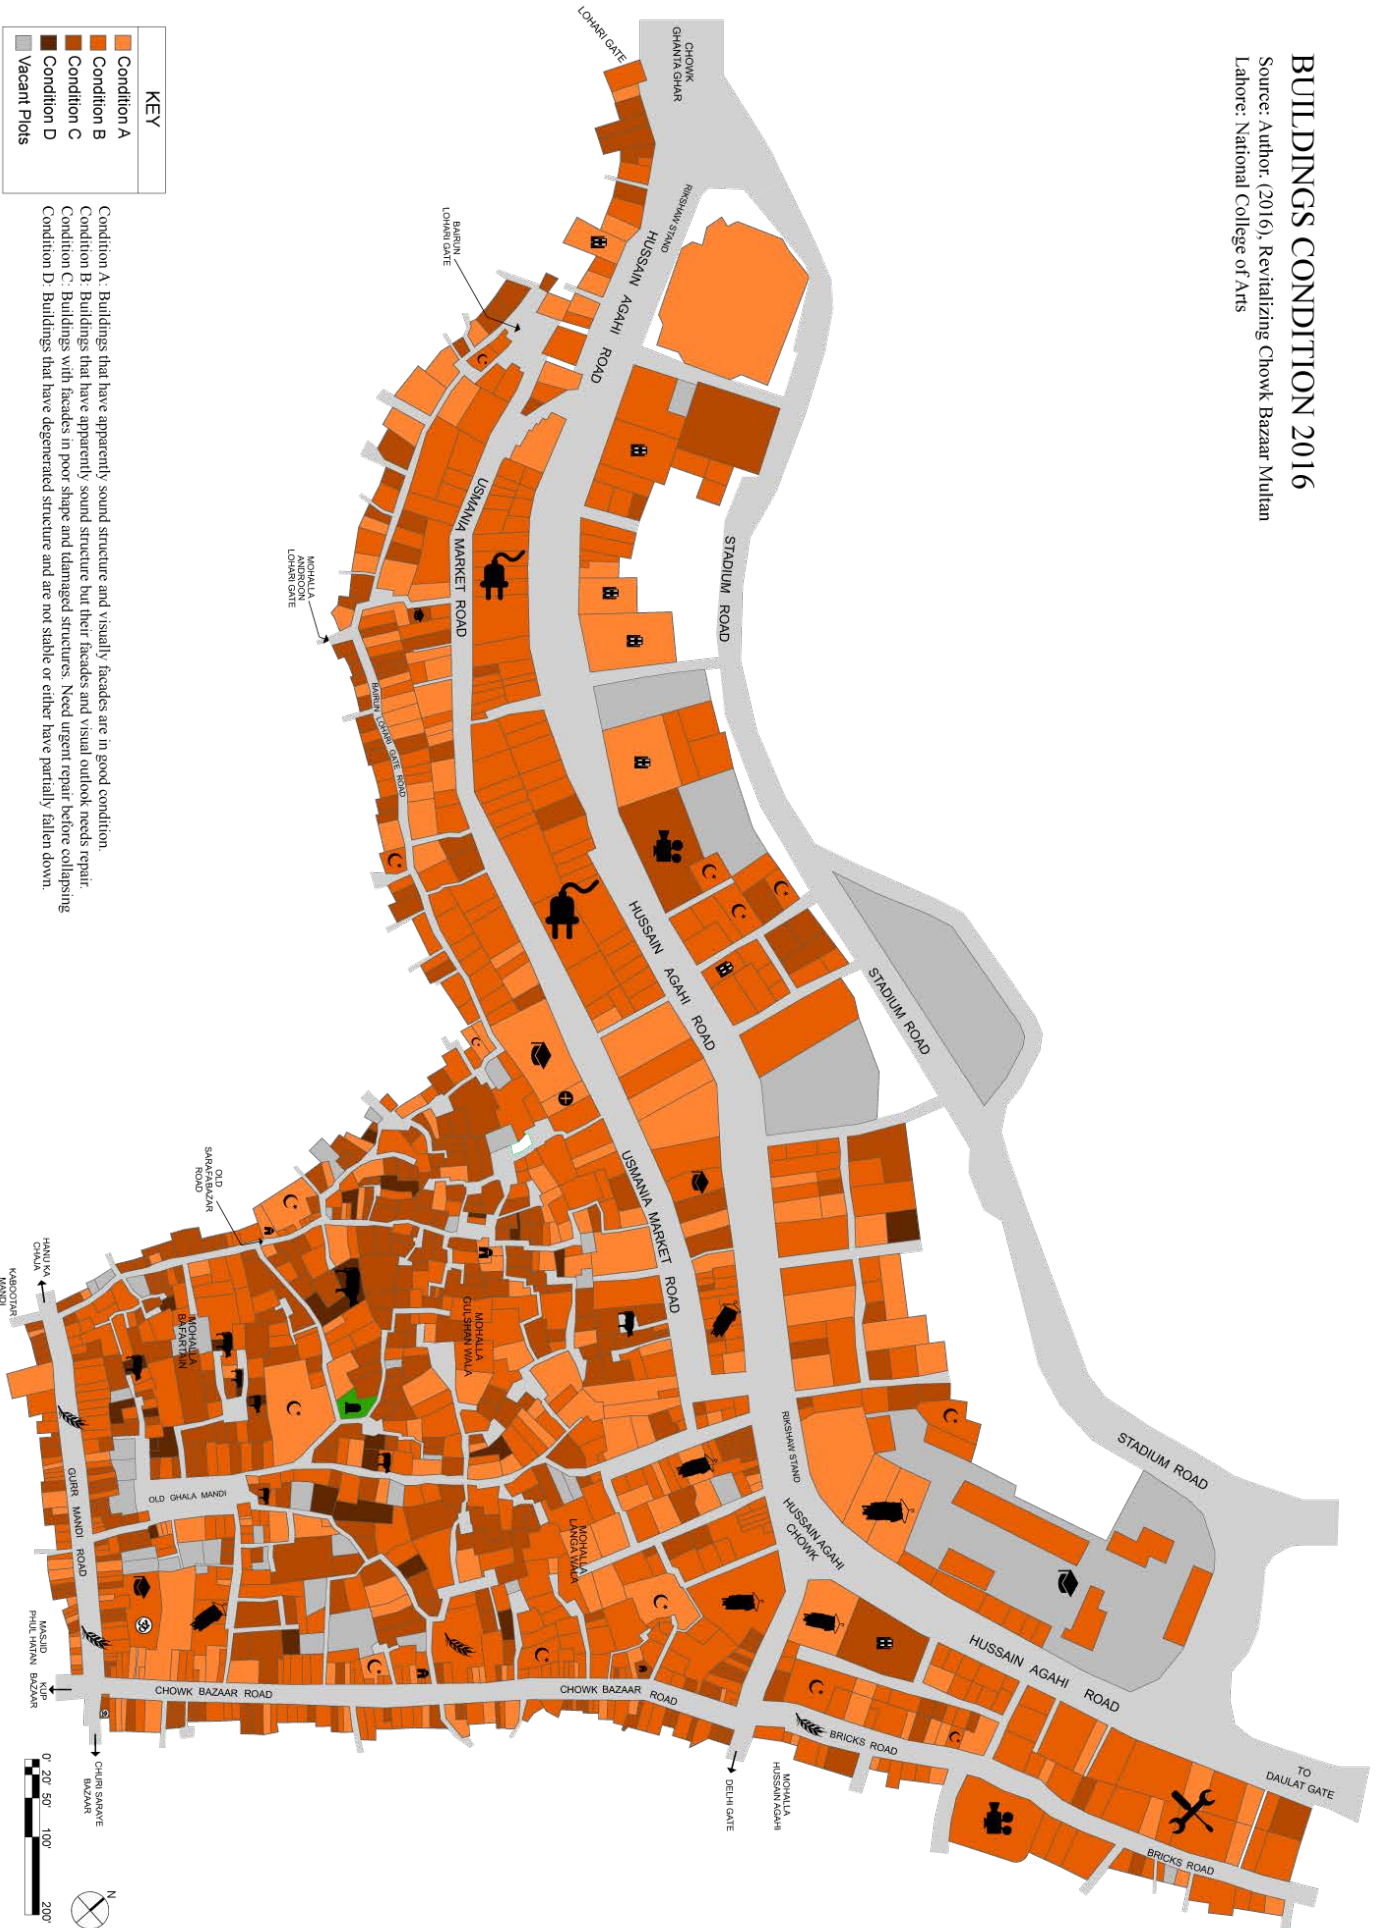 BUILDINGS CONDITION 2016
Source: Author. (2016), Revitalizing Chowk Bazaar Multan
Lahore: National College of Arts
CHOWK
GHANTA GHAR
LOHARI GATE
RIKSHAW STAND
HUSSAIN AGAHI ROAD
BAIRUN
LOHARI GATE
USMANIA MARKET ROAD
STADIUM ROAD
MOHALLA
ANDROON
LOHARI GATE
BAIRUN LOHARI GATE ROAD
HUSSAIN AGAHI ROAD
STADIUM ROAD
USMANIA MARKET ROAD
OLD
SARAFABAZAR
ROAD
HANU KA
CHAJA
KABOOTAR
MANDI
MOHALLA
BAFARTAIN
MOHALLA
GULSHAN WALA
RIKSHAW STAND
STADIUM ROAD
GURR MANDI ROAD
OLD GHALA MANDI
MOHALLA
LANGA WALA
HUSSAIN AGAHI
CHOWK
HUSSAIN AGAHI ROAD
MASJID
PHUL HATAN
KUP
BAZAAR
CHOWK BAZAAR ROAD
CHOWK BAZAAR ROAD
BRICKS ROAD
CHURI SARAYE
BAZAAR
DELHI GATE
MOHALLA
HUSSAIN AGAHI
TO
DAULAT GATE
BRICKS ROAD
KEY
Condition A
Condition B
Condition C
Condition D
Vacant Plots
Condition A: Buildings that have apparently sound structure and visually facades are in good condition.
Condition B: Buildings that have apparently sound structure but their facades and visual outlook needs repair.
Condition C: Buildings with facades in poor shape and tdamaged structures. Need urgent repair before collapsing
Condition D: Buildings that have degenerated structure and are not stable or either have partially fallen down.
0' 20' 50' 100' 200'
N